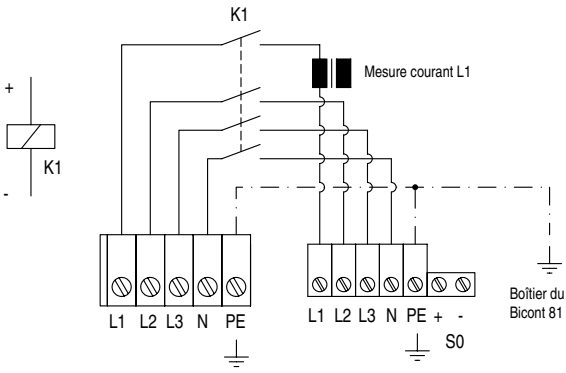 K1
Mesure courant L1
+
K1
-
L1 L2 L3 N PE
L1 L2 L3 N PE + -
S0
Boîtier du
Bicont 81